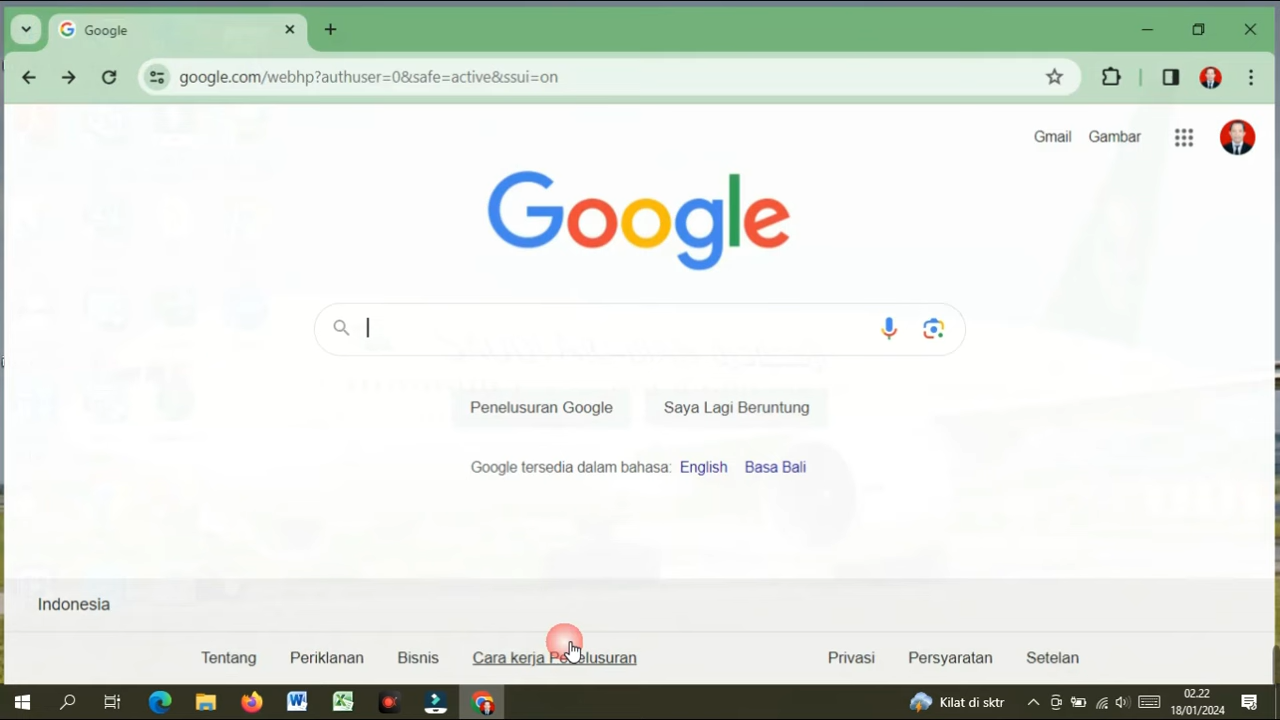 Google
google.com/webhp?authuser=0&safe=active&ssui=on
Gmail Gambar
Google
Penelusuran Google Saya Lagi Beruntung
Google tersedia dalam bahasa: English Basa Bali
Indonesia
Tentang Periklanan Bisnis Cara kerja Penelusuran Privasi Persyaratan Setelan
Kilat di sktr 02.22
18/01/2024